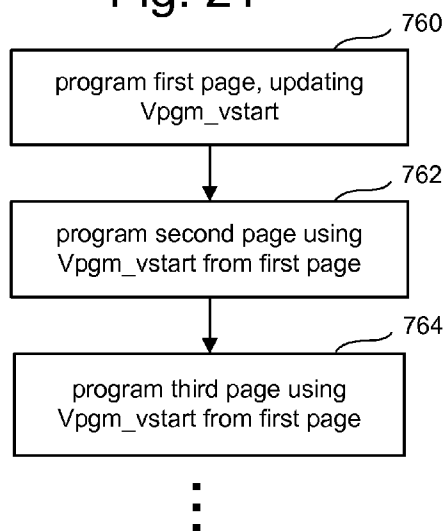 Fig.
760
program first page, updating
Vpgm_vstart
762
program second page using
Vpgm_vstart from first page
764
program third page using
Vpgm_vstart from first page